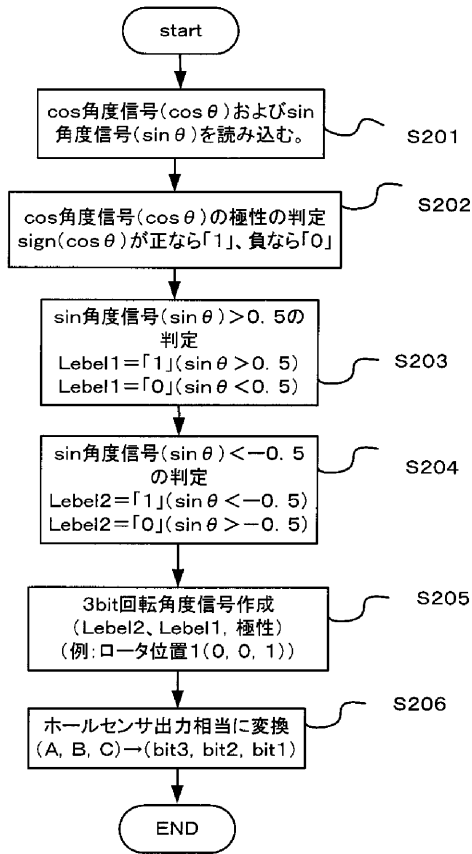 start
cos角度信号(cosθ)およびsin
角度信号(sinθ)を読み込む。
S201
cos角度信号(cosθ)の極性の判定
sign(cosθ)が正なら「1」、負なら「0」
S202
sin角度信号(sinθ)>0.5の
判定
Lebel1=「1」(sinθ>0.5)
Lebel1=「0」(sinθ<0.5)
S203
sin角度信号(sinθ)<-0.5
の判定
Lebel2=「1」(sinθ<-0.5)
Lebel2=「0」(sinθ>-0.5)
S204
3bit回転角度信号作成
(Lebel2、Lebel1, 極性)
(例:ロータ位置1(0, 0, 1))
S205
ホールセンサ出力相当に変換
(A, B, C)→(bit3, bit2, bit1)
S206
END